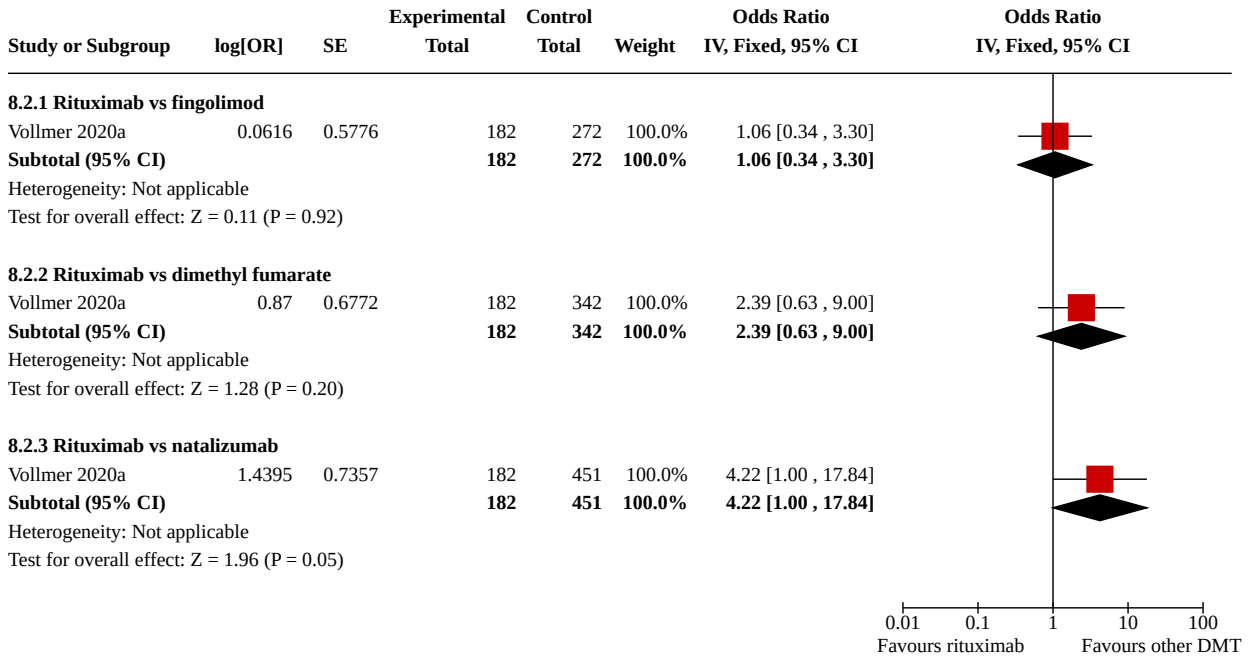 Experimental Control Odds Ratio Odds Ratio
Study or Subgroup log[OR] SE Total Total Weight IV, Fixed, 95% CI IV, Fixed, 95% CI
8.2.1 Rituximab vs fingolimod
Vollmer 2020a 0.0616 0.5776 182 272 100.0% 1.06 [0.34 , 3.30]
Subtotal (95% CI) 182 272 100.0% 1.06 [0.34 , 3.30]
Heterogeneity: Not applicable
Test for overall effect: Z = 0.11 (P = 0.92)
8.2.2 Rituximab vs dimethyl fumarate
Vollmer 2020a 0.87 0.6772 182 342 100.0% 2.39 [0.63 , 9.00]
Subtotal (95% CI) 182 342 100.0% 2.39 [0.63 , 9.00]
Heterogeneity: Not applicable
Test for overall effect: Z = 1.28 (P = 0.20)
8.2.3 Rituximab vs natalizumab
Vollmer 2020a 1.4395 0.7357 182 451 100.0% 4.22 [1.00 , 17.84]
Subtotal (95% CI) 182 451 100.0% 4.22 [1.00 , 17.84]
Heterogeneity: Not applicable
Test for overall effect: Z = 1.96 (P = 0.05)
0.01 0.1 1 10 100
Favours rituximab Favours other DMT